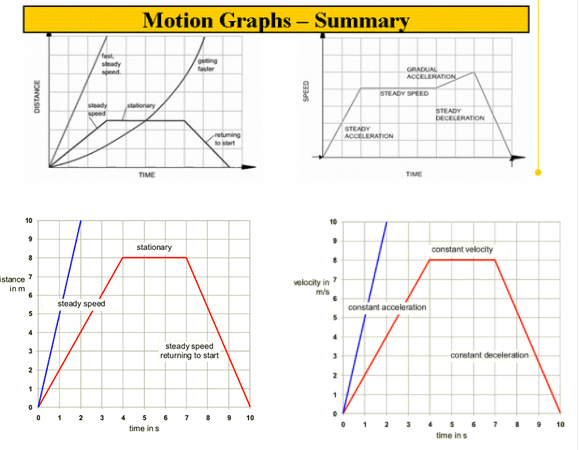 Motion Graphs – Summary
DISTANCE
fast,
steady
speed.
getting
faster
steady
speed
stationary
returning
to start
TIME
SPEED
GRADUAL
ACCELERATION
STEADY SPEED
STEADY
DECELERATION
STEADY
ACCELERATION
TIME
10
9
8
7
6
5
4
3
2
1
0
istance
in m
stationary
steady speed
steady speed
returning to start
0 1 2 3 4 5 6 7 8 9 10
time in s
10
9
8
7
6
5
4
3
2
1
0
velocity in
m/s
constant velocity
constant acceleration
constant deceleration
0 1 2 3 4 5 6 7 8 9 10
time in s